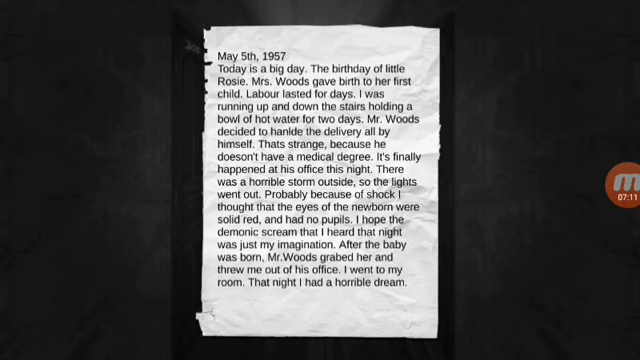 May 5th, 1957
Today is a big day. The birthday of little
Rosie. Mrs. Woods gave birth to her first
child. Labour lasted for days. I was
running up and down the stairs holding a
bowl of hot water for two days. Mr. Woods
decided to hanlde the delivery all by
himself. Thats strange, because he
doeson't have a medical degree. It's finally
happened at his office this night. There
was a horrible storm outside, so the lights
went out. Probably because of shock I
thought that the eyes of the newborn were
solid red, and had no pupils. I hope the
demonic scream that I heard that night
was just my imagination. After the baby
was born, Mr.Woods grabed her and
threw me out of his office. I went to my
room. That night I had a horrible dream.
07:11